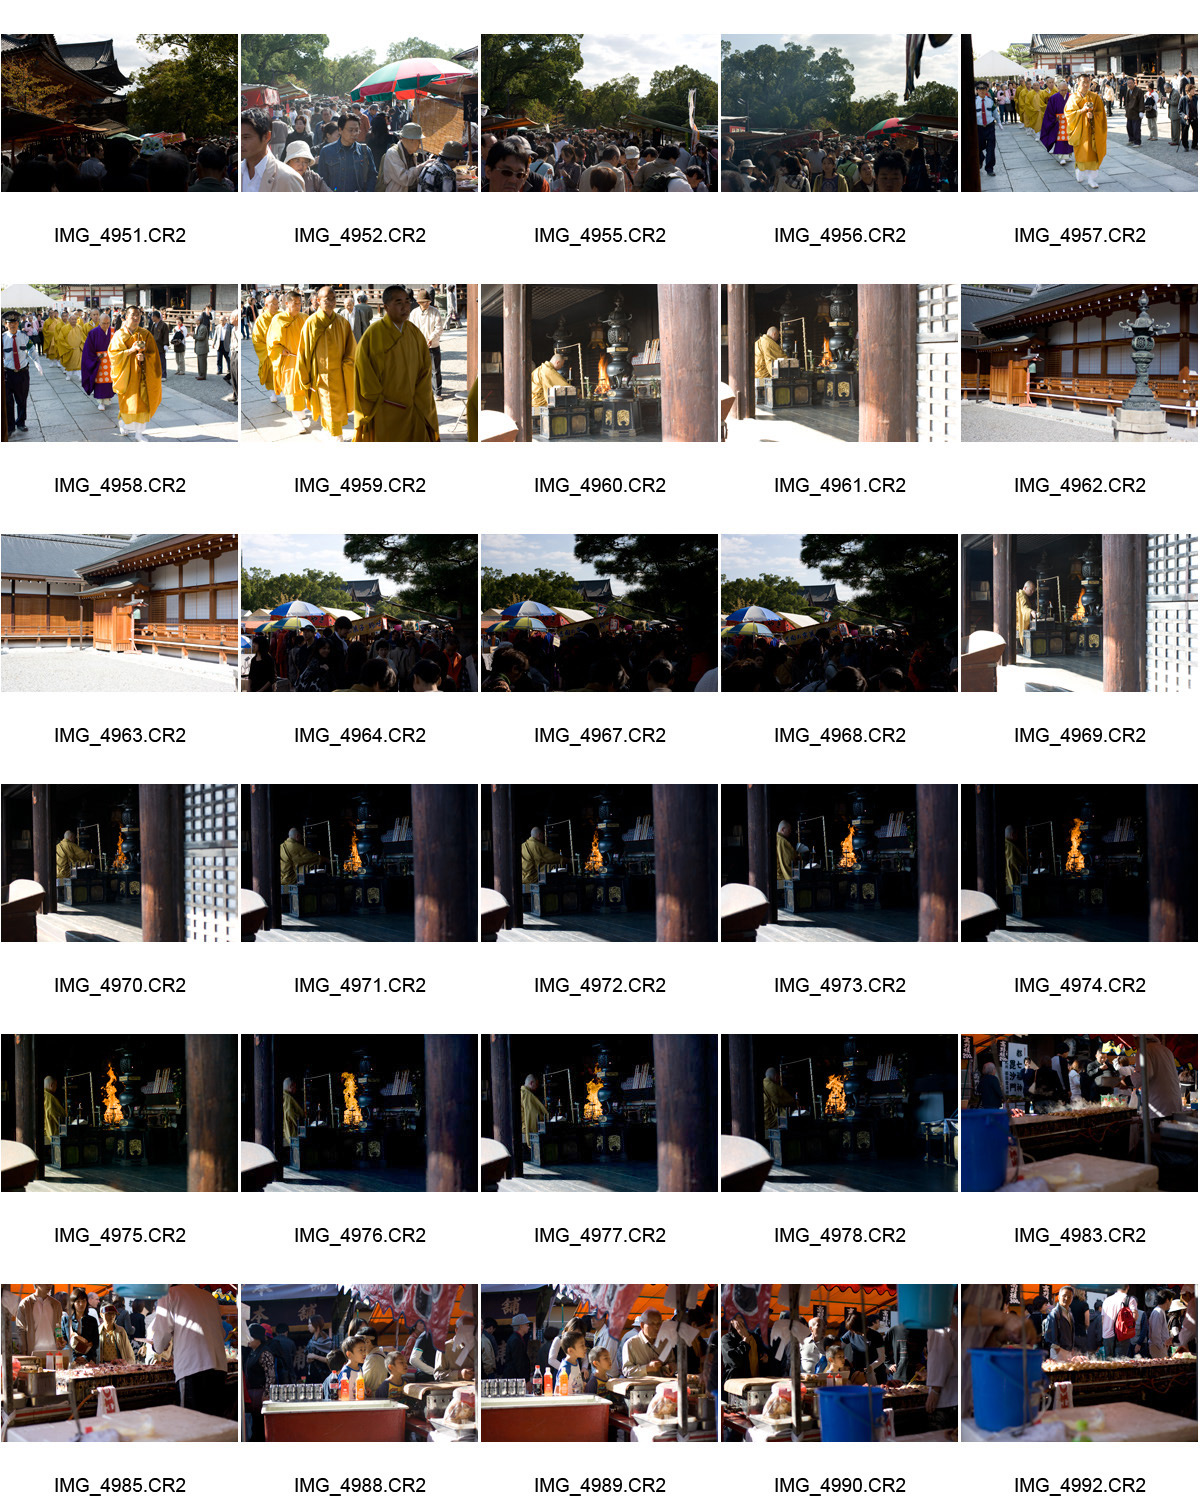 IMG_4951.CR2 IMG_4952.CR2 IMG_4955.CR2 IMG_4956.CR2 IMG_4957.CR2
IMG_4958.CR2 IMG_4959.CR2 IMG_4960.CR2 IMG_4961.CR2 IMG_4962.CR2
IMG_4963.CR2 IMG_4964.CR2 IMG_4967.CR2 IMG_4968.CR2 IMG_4969.CR2
IMG_4970.CR2 IMG_4971.CR2 IMG_4972.CR2 IMG_4973.CR2 IMG_4974.CR2
IMG_4975.CR2 IMG_4976.CR2 IMG_4977.CR2 IMG_4978.CR2 IMG_4983.CR2
本舗
舗
IMG_4985.CR2 IMG_4988.CR2 IMG_4989.CR2 IMG_4990.CR2 IMG_4992.CR2